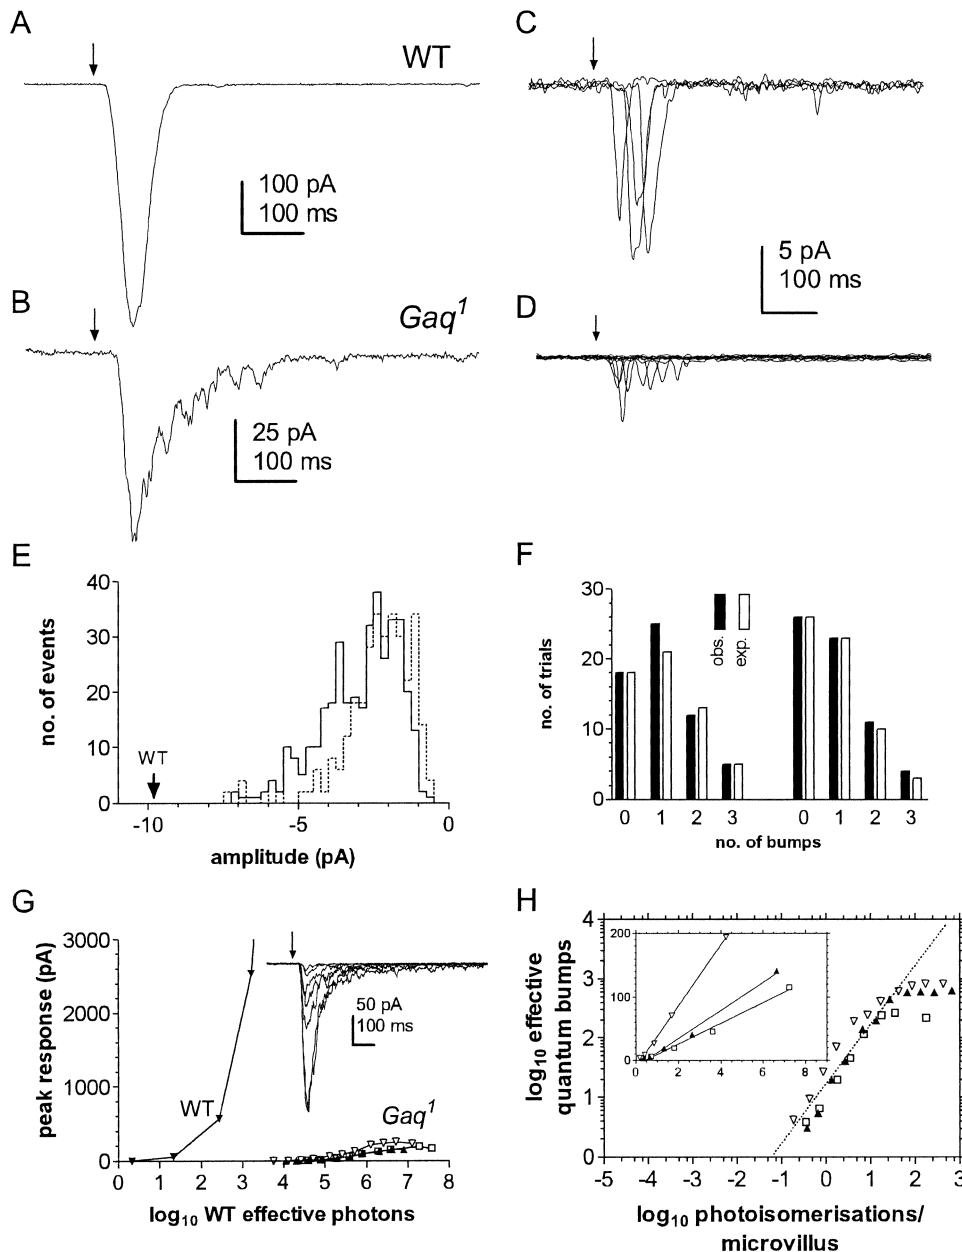 A
WT
100 pA
100 ms
B
Gaq1
25 pA
100 ms
C
5 pA
100 ms
D
E
40
30
20
10
0
no. of events
WT
-10
-5
0
amplitude (pA)
F
30
20
10
0
no. of trials
obs.
exp.
0
1
2
3
0
1
2
3
no. of bumps
G
3000
2000
1000
0
peak response (pA)
WT
50 pA
100 ms
Gaq1
0
1
2
3
4
5
6
7
8
log10 WT effective photons
H
4
3
2
1
0
log10 effective
quantum bumps
200
100
0
0
2
4
6
8
-5
-4
-3
-2
-1
0
1
2
3
log10 photoisomerisations/
microvillus